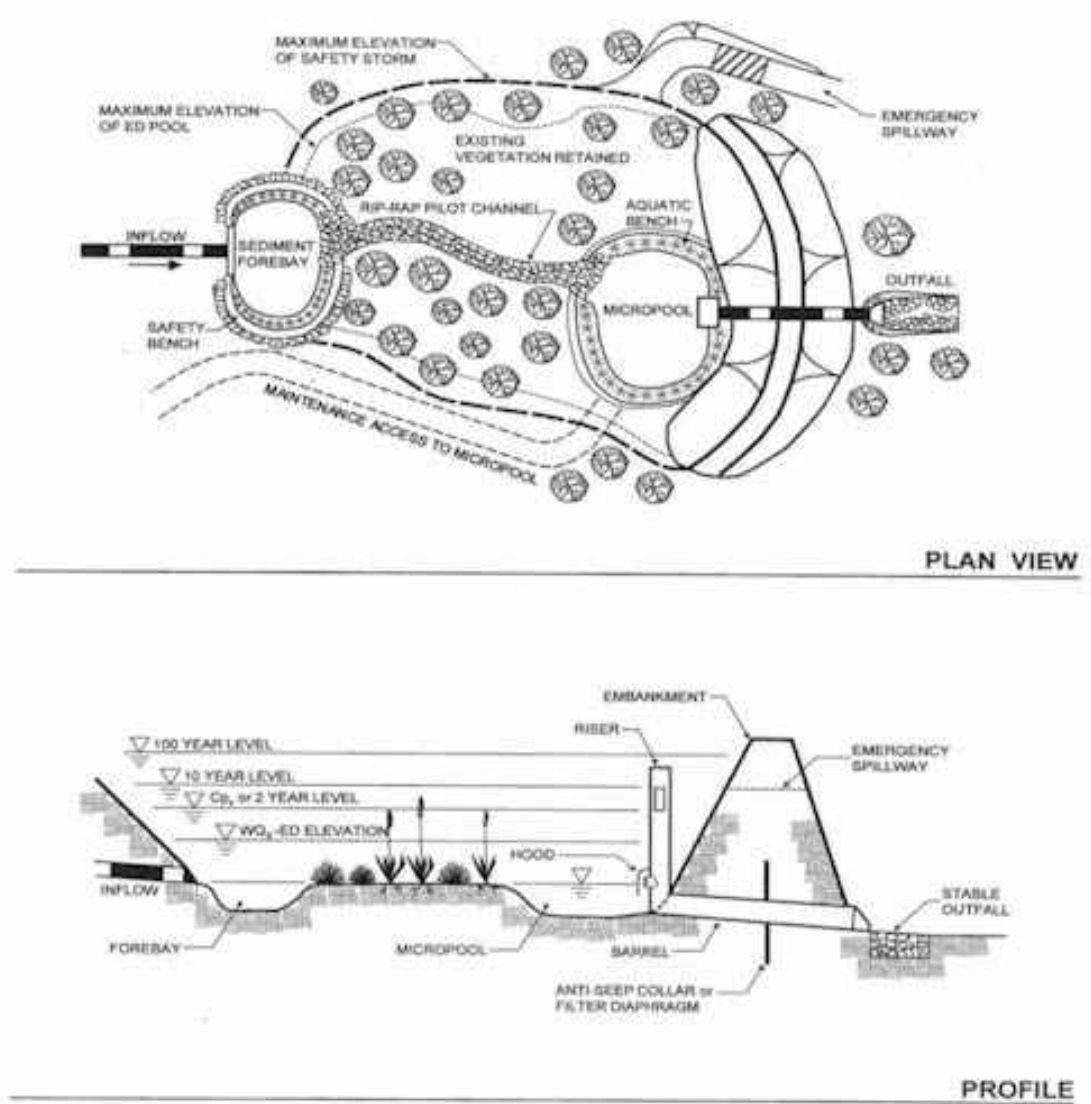 MAXIMUM ELEVATION
OF SAFETY STORM
MAXIMUM ELEVATION
OF ED POOL
EXISTING
VEGETATION RETAINED
EMERGENCY
SPILLWAY
RIP-RAP PILOT CHANNEL
AQUATIC
BENCH
INFLOW
SEDIMENT
FOREBAY
MICROPOOL
OUTFALL
SAFETY
BENCH
MAINTENANCE ACCESS TO MICROPOOL
PLAN VIEW
EMBANKMENT
RISER
100 YEAR LEVEL
EMERGENCY
SPILLWAY
10 YEAR LEVEL
Cpv or 2 YEAR LEVEL
WQv-ED ELEVATION
HOOD
INFLOW
STABLE
OUTFALL
FOREBAY
MICROPOOL
BARREL
ANTI-SEEP COLLAR or
FILTER DIAPHRAGM
PROFILE